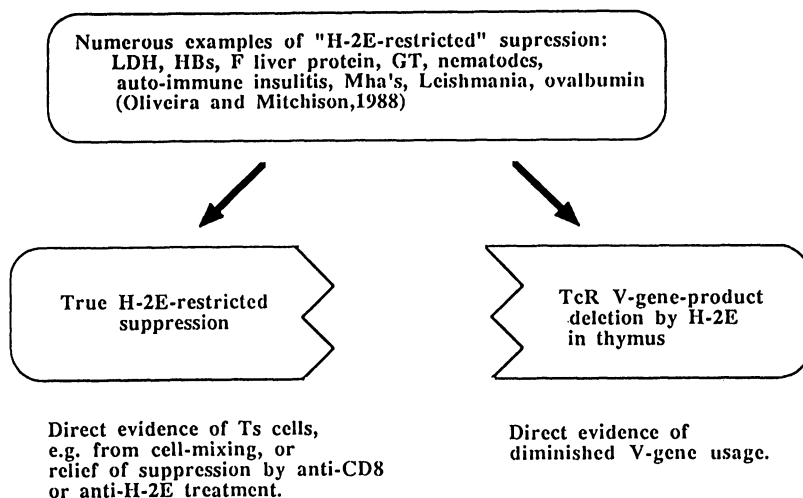 Numerous examples of "H-2E-restricted" supression:
LDH, HBs, F liver protein, GT, nematodes,
auto-immune insulitis, Mha's, Leishmania, ovalbumin
(Oliveira and Mitchison,1988)
True H-2E-restricted
suppression
TcR V-gene-product
deletion by H-2E
in thymus
Direct evidence of Ts cells,
e.g. from cell-mixing, or
relief of suppression by anti-CD8
or anti-H-2E treatment.
Direct evidence of
diminished V-gene usage.